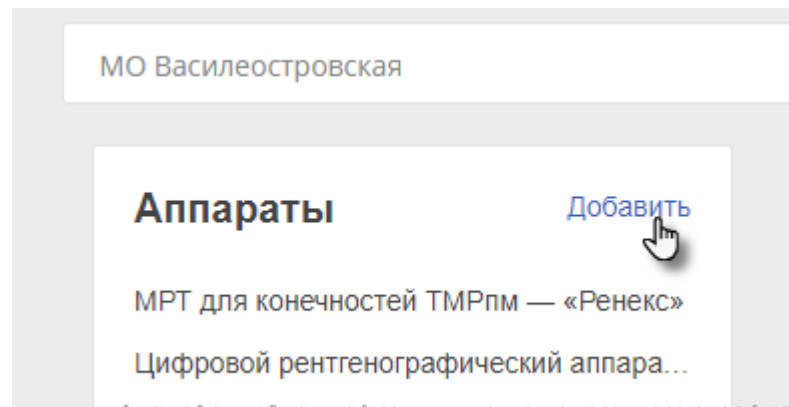 МО Василеостровская
Аппараты
Добавить
МРТ для конечностей ТМРпм — «Ренекс»
Цифровой рентгенографический аппара...